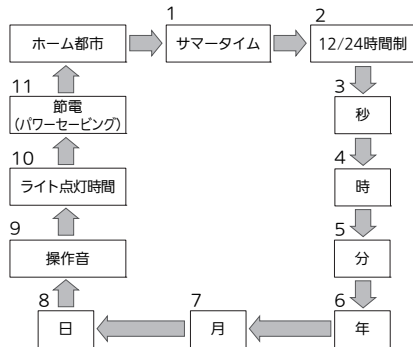 1
2
ホーム都市
サマータイム
12/24時間制
11
3
節電
(パワーセービング)
秒
10
4
ライト点灯時間
時
9
5
操作音
分
8
7
6
日
月
年